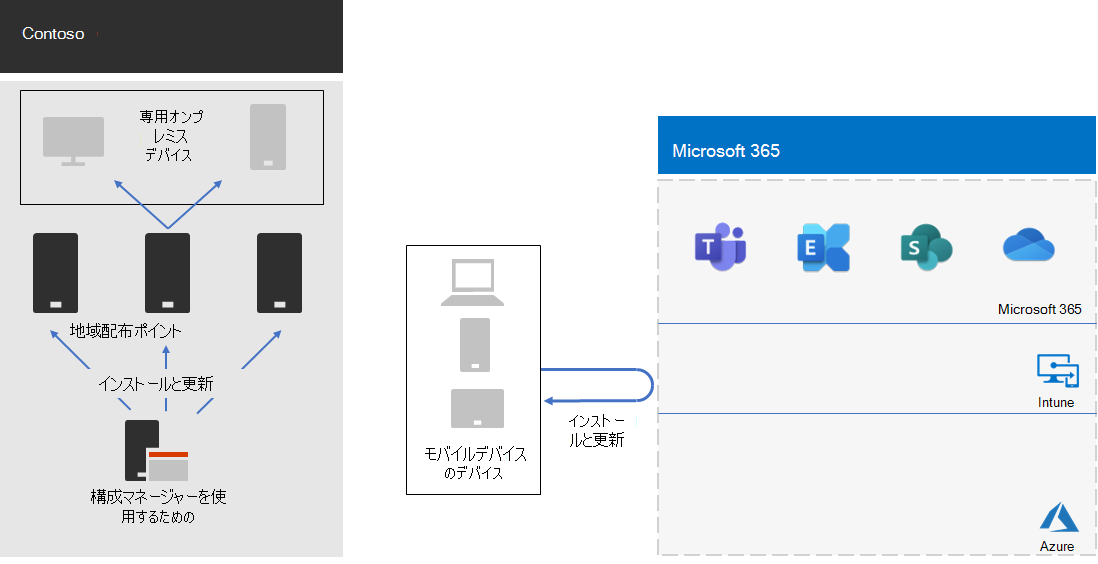 Contoso
専用オンプ
レミス
デバイス
地域配布ポイント
インストールと更新
構成マネージャーを使
用するための
モバイルデバイス
のデバイス
インストー
ルと更新
Microsoft 365
T
E
S
Microsoft 365
Intune
Azure